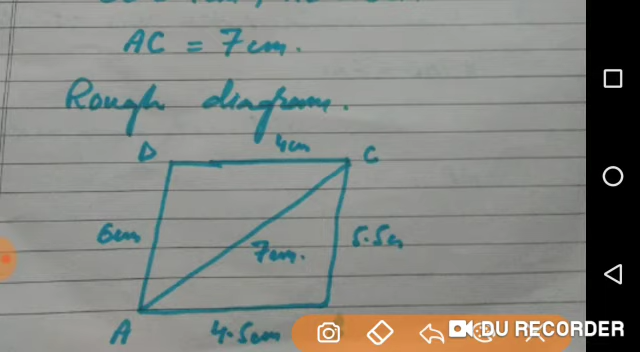 AC = 7cm.
Rough diagram.
4cm
D
C
6cm
5.5cm
7cm.
A
4.5cm
DU RECORDER